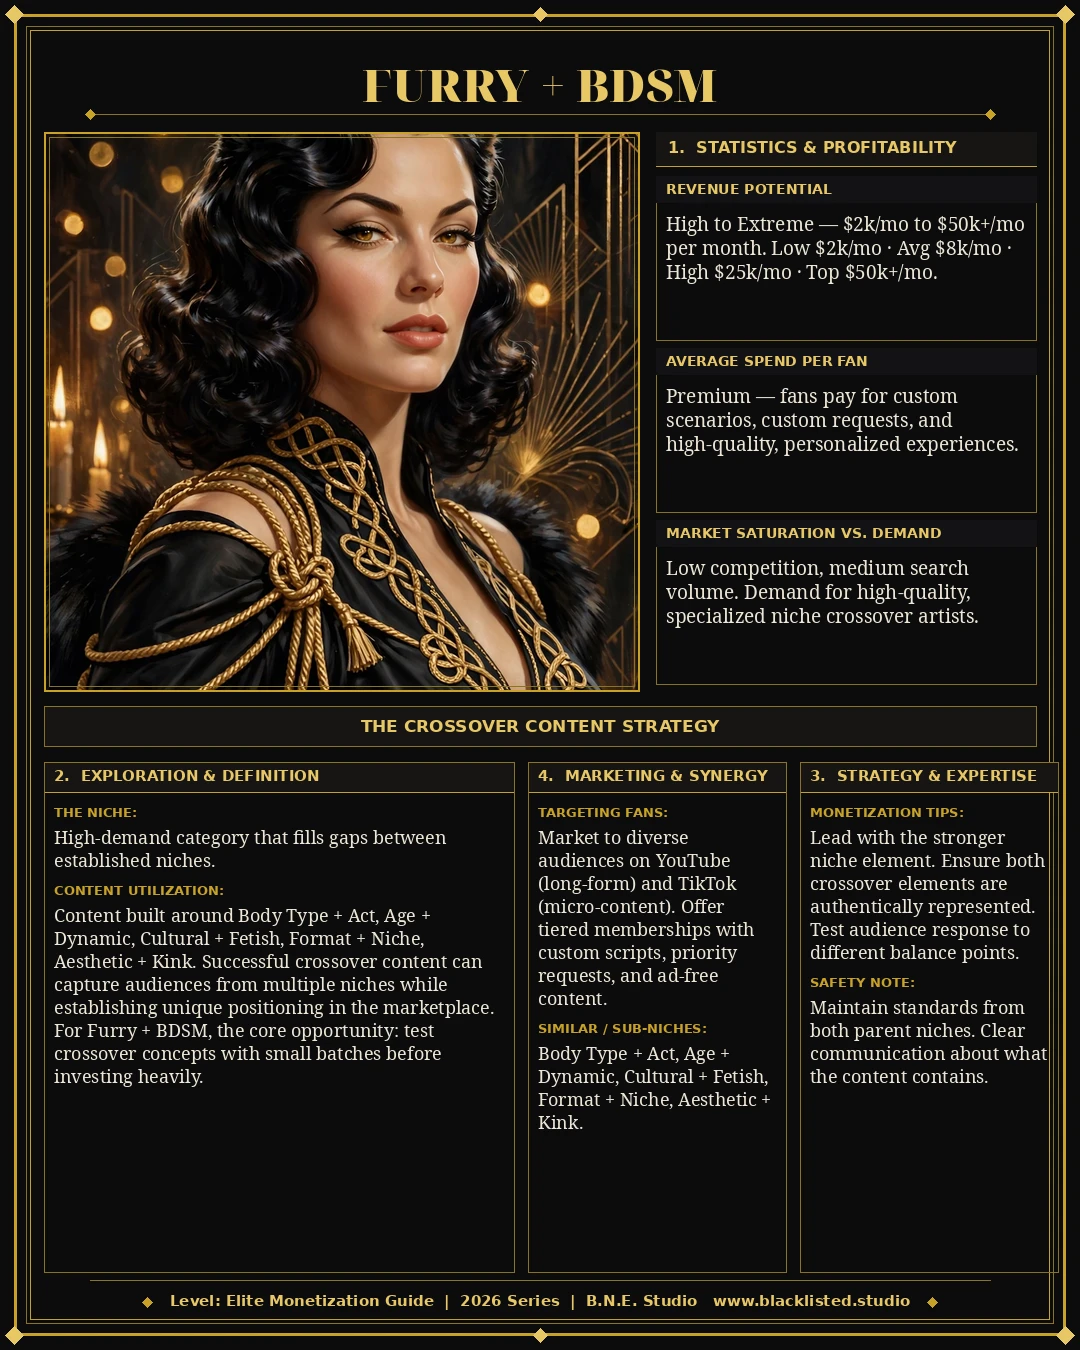 FURRY + BDSM
1. STATISTICS & PROFITABILITY
REVENUE POTENTIAL
High to Extreme — $2k/mo to $50k+/mo
per month. Low $2k/mo · Avg $8k/mo ·
High $25k/mo · Top $50k+/mo.
AVERAGE SPEND PER FAN
Premium — fans pay for custom
scenarios, custom requests, and
high-quality, personalized experiences.
MARKET SATURATION VS. DEMAND
Low competition, medium search
volume. Demand for high-quality,
specialized niche crossover artists.
THE CROSSOVER CONTENT STRATEGY
2. EXPLORATION & DEFINITION
THE NICHE:
High-demand category that fills gaps between
established niches.
CONTENT UTILIZATION:
Content built around Body Type + Act, Age +
Dynamic, Cultural + Fetish, Format + Niche,
Aesthetic + Kink. Successful crossover content can
capture audiences from multiple niches while
establishing unique positioning in the marketplace.
For Furry + BDSM, the core opportunity: test
crossover concepts with small batches before
investing heavily.
4. MARKETING & SYNERGY
TARGETING FANS:
Market to diverse
audiences on YouTube
(long-form) and TikTok
(micro-content). Offer
tiered memberships with
custom scripts, priority
requests, and ad-free
content.
SIMILAR / SUB-NICHES:
Body Type + Act, Age +
Dynamic, Cultural + Fetish,
Format + Niche, Aesthetic +
Kink.
3. STRATEGY & EXPERTISE
MONETIZATION TIPS:
Lead with the stronger
niche element. Ensure both
crossover elements are
authentically represented.
Test audience response to
different balance points.
SAFETY NOTE:
Maintain standards from
both parent niches. Clear
communication about what
the content contains.
Level: Elite Monetization Guide | 2026 Series | B.N.E. Studio www.blacklisted.studio